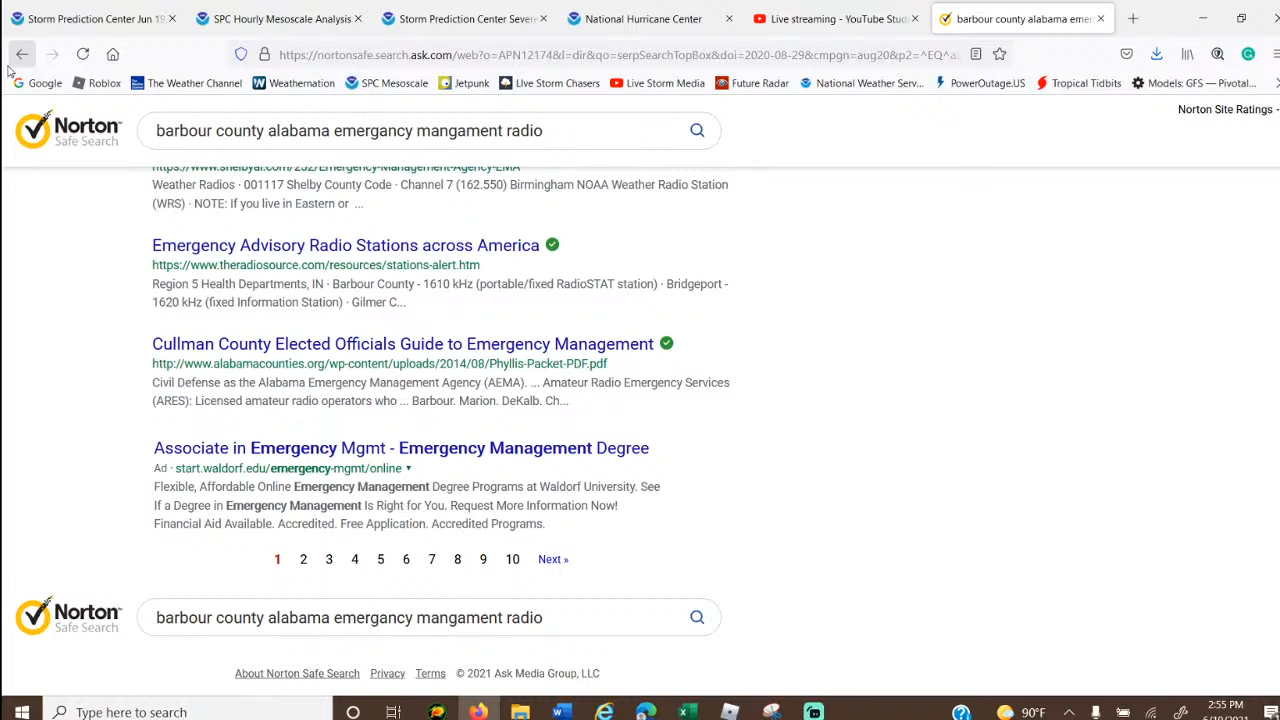 Storm Prediction Center Jun 19
SPC Hourly Mesoscale Analysis
Storm Prediction Center Severe
National Hurricane Center
Live streaming - YouTube Stud
barbour county alabama emer
https://nortonsafe.search.ask.com/web?o=APN12174&l=dir&qo=serpSearchTopBox&doi=2020-08-29&cmpgn=aug20&p2=^EQ^a
Google
Roblox
The Weather Channel
Weathernation
SPC Mesoscale
Jetpunk
LIve Storm Chasers
Live Storm Media
Future Radar
National Weather Serv...
PowerOutage.US
Tropical Tidbits
Models: GFS — Pivotal...
Norton Site Ratings
Norton
Safe Search
barbour county alabama emergancy mangament radio
https://www.shelbyal.com/252/Emergency-Management-Agency-EMA
Weather Radios · 001117 Shelby County Code · Channel 7 (162.550) Birmingham NOAA Weather Radio Station
(WRS) · NOTE: If you live in Eastern or ...
Emergency Advisory Radio Stations across America
https://www.theradiosource.com/resources/stations-alert.htm
Region 5 Health Departments, IN · Barbour County - 1610 kHz (portable/fixed RadioSTAT station) · Bridgeport -
1620 kHz (fixed Information Station) · Gilmer C...
Cullman County Elected Officials Guide to Emergency Management
http://www.alabamacounties.org/wp-content/uploads/2014/08/Phyllis-Packet-PDF.pdf
Civil Defense as the Alabama Emergency Management Agency (AEMA). ... Amateur Radio Emergency Services
(ARES): Licensed amateur radio operators who ... Barbour. Marion. DeKalb. Ch...
Associate in Emergency Mgmt - Emergency Management Degree
Ad · start.waldorf.edu/emergency-mgmt/online
Flexible, Affordable Online Emergency Management Degree Programs at Waldorf University. See
If a Degree in Emergency Management Is Right for You. Request More Information Now!
Financial Aid Available. Accredited. Free Application. Accredited Programs.
1 2 3 4 5 6 7 8 9 10 Next »
Norton
Safe Search
barbour county alabama emergancy mangament radio
About Norton Safe Search Privacy Terms © 2021 Ask Media Group, LLC
Type here to search
90°F
2:55 PM